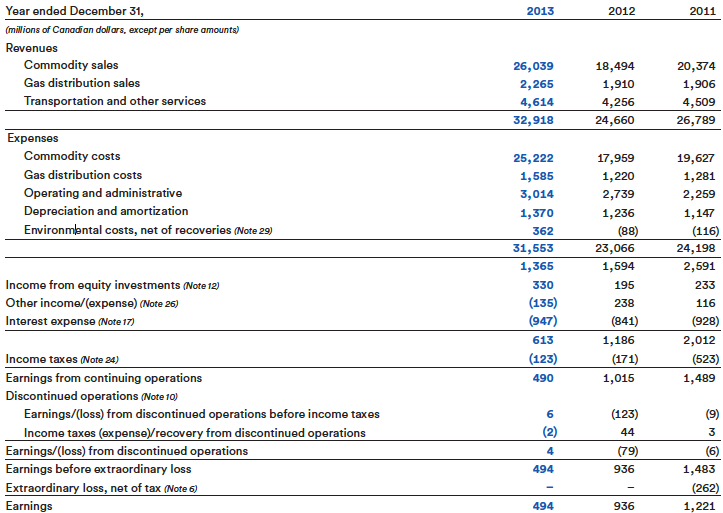 Year ended December 31, 2013 2012 2011
(millions of Canadian dollars, except per share amounts)
Revenues
Commodity sales 26,039 18,494 20,374
Gas distribution sales 2,265 1,910 1,906
Transportation and other services 4,614 4,256 4,509
32,918 24,660 26,789
Expenses
Commodity costs 25,222 17,959 19,627
Gas distribution costs 1,585 1,220 1,281
Operating and administrative 3,014 2,739 2,259
Depreciation and amortization 1,370 1,236 1,147
Environmental costs, net of recoveries (Note 29) 362 (88) (116)
31,553 23,066 24,198
1,365 1,594 2,591
Income from equity investments (Note 12) 330 195 233
Other income/(expense) (Note 26) (135) 238 116
Interest expense (Note 17) (947) (841) (928)
613 1,186 2,012
Income taxes (Note 24) (123) (171) (523)
Earnings from continuing operations 490 1,015 1,489
Discontinued operations (Note 10)
Earnings/(loss) from discontinued operations before income taxes 6 (123) (9)
Income taxes (expense)/recovery from discontinued operations (2) 44 3
Earnings/(loss) from discontinued operations 4 (79) (6)
Earnings before extraordinary loss 494 936 1,483
Extraordinary loss, net of tax (Note 6) – – (262)
Earnings 494 936 1,221